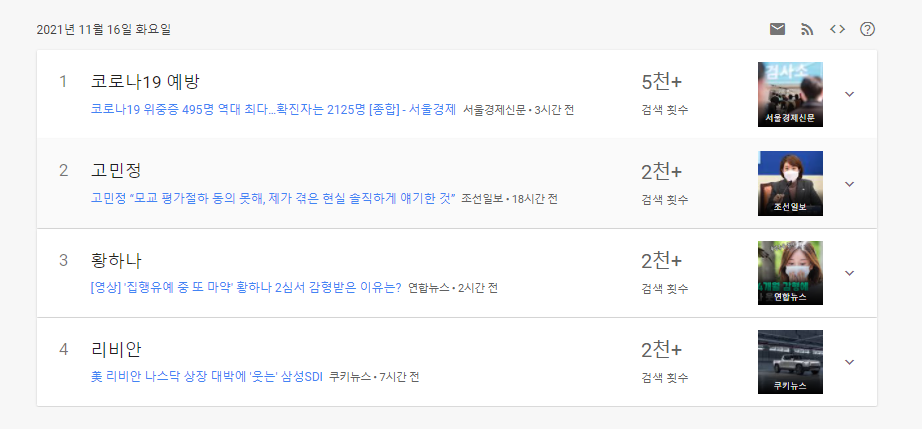 2021년 11월 16일 화요일
1
코로나19 예방
코로나19 위중증 495명 역대 최다…확진자는 2125명 [종합] - 서울경제 서울경제신문 • 3시간 전
5천+
검색 횟수
검사소
서울경제신문
2
고민정
고민정 “모교 평가절하 동의 못해, 제가 겪은 현실 솔직하게 얘기한 것” 조선일보 • 18시간 전
2천+
검색 횟수
조선일보
3
황하나
[영상] '집행유예 중 또 마약' 황하나 2심서 감형받은 이유는? 연합뉴스 • 2시간 전
2천+
검색 횟수
연합뉴스
4
리비안
美 리비안 나스닥 상장 대박에 '웃는' 삼성SDI 쿠키뉴스 • 7시간 전
2천+
검색 횟수
쿠키뉴스